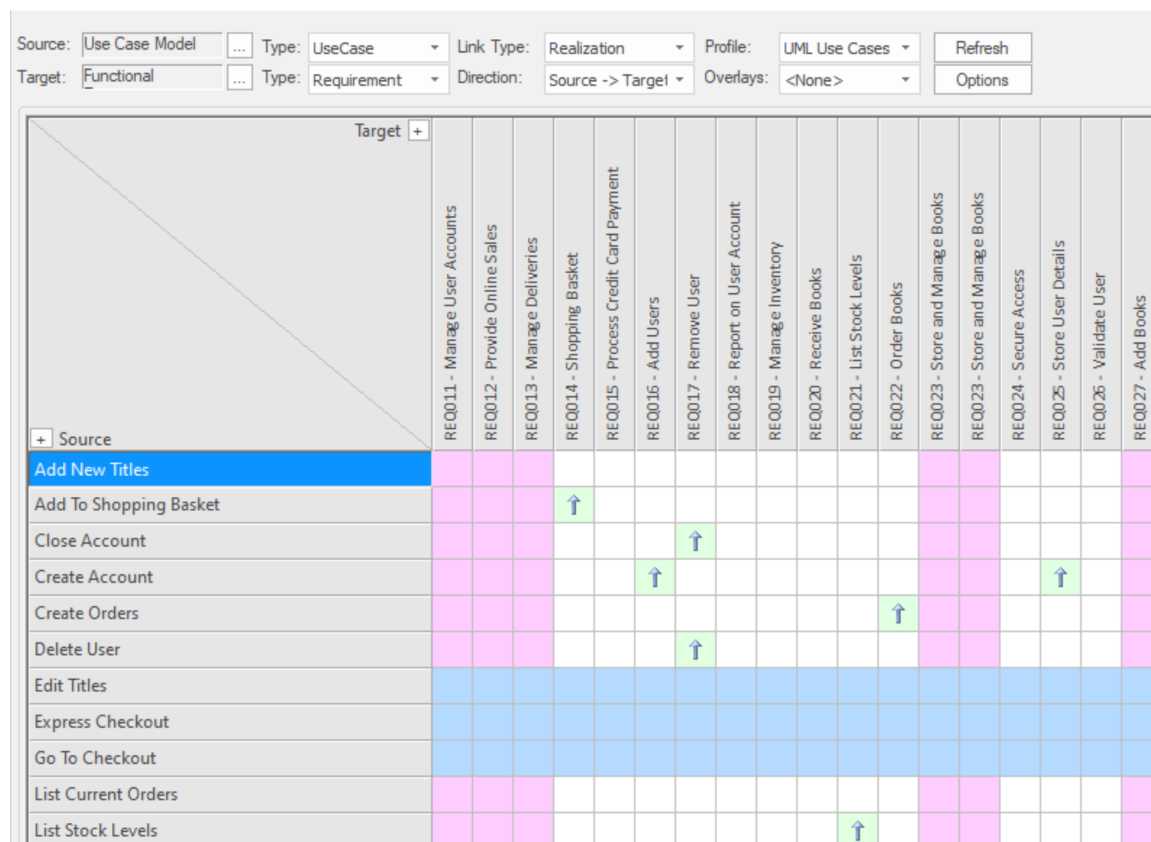 Source: Use Case Model ... Type: UseCase Link Type: Realization Profile: UML Use Cases Refresh
Target: Functional ... Type: Requirement Direction: Source -> Target Overlays: <None> Options
Target +
REQ011 - Manage User Accounts
REQ012 - Provide Online Sales
REQ013 - Manage Deliveries
REQ014 - Shopping Basket
REQ015 - Process Credit Card Payment
REQ016 - Add Users
REQ017 - Remove User
REQ018 - Report on User Account
REQ019 - Manage Inventory
REQ020 - Receive Books
REQ021 - List Stock Levels
REQ022 - Order Books
REQ023 - Store and Manage Books
REQ023 - Store and Manage Books
REQ024 - Secure Access
REQ025 - Store User Details
REQ026 - Validate User
REQ027 - Add Books
+ Source
Add New Titles
Add To Shopping Basket
Close Account
Create Account
Create Orders
Delete User
Edit Titles
Express Checkout
Go To Checkout
List Current Orders
List Stock Levels